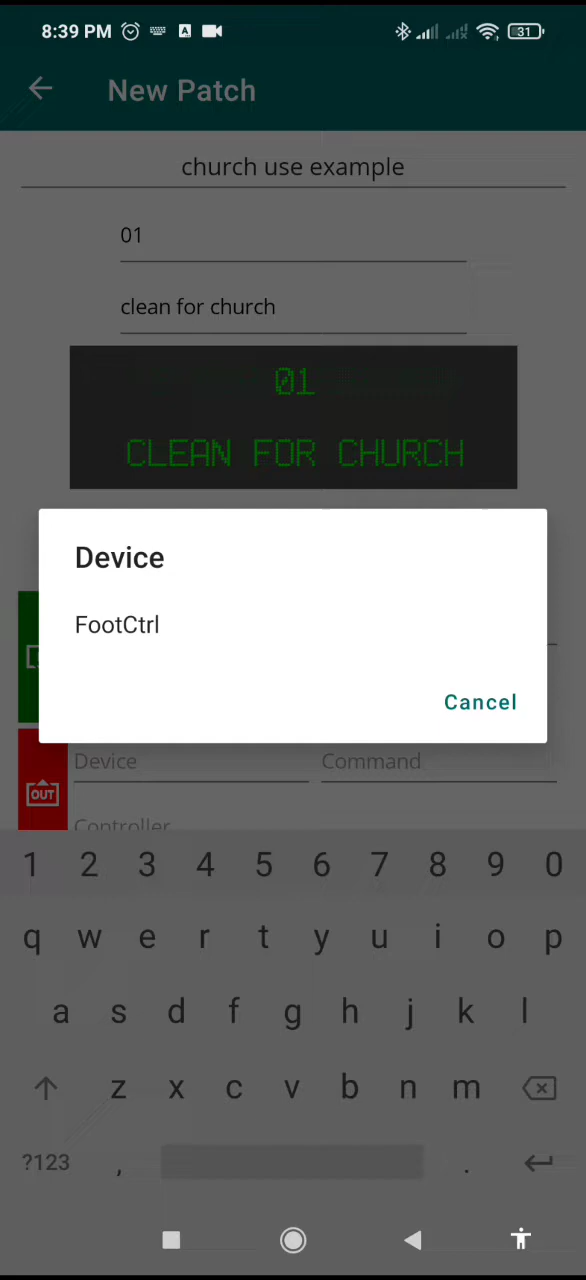 8:39 PM A 31
New Patch
church use example
01
clean for church
01
CLEAN FOR CHURCH
Device
FootCtrl
Cancel
Device Command
OUT
Controller
1 2 3 4 5 6 7 8 9 0
q w e r t y u i o p
a s d f g h j k l
z x c v b n m
?123 , .